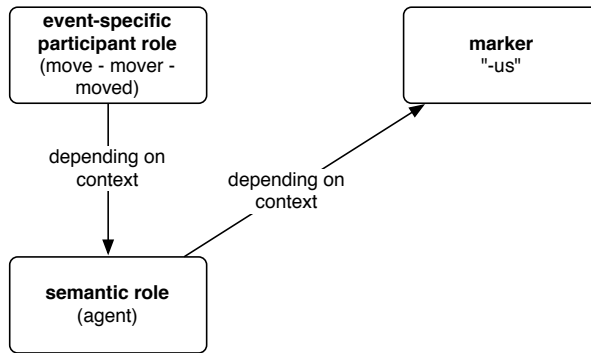 event-specific
participant role
(move - mover -
moved)
marker
"-us"
depending on
context
depending on
context
semantic role
(agent)